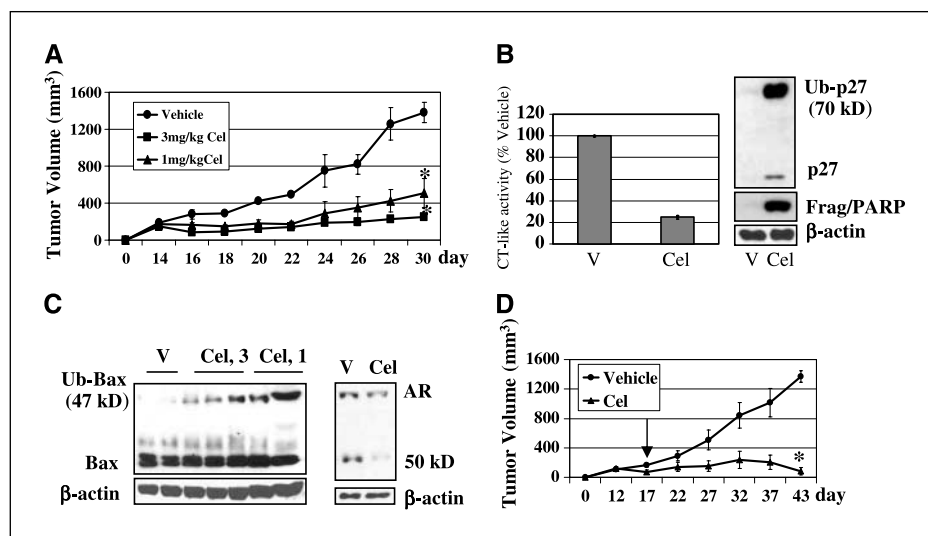 A
Tumor Volume (mm3)
1600
1200
800
400
0
Vehicle
3mg/kg Cel
1mg/kgCel
*
*
0 14 16 18 20 22 24 26 28 30 day
B
CT-like activity (% Vehicle)
120
100
80
60
40
20
0
V Cel
Ub-p27
(70 kD)
p27
Frag/PARP
β-actin
V Cel
C
V Cel, 3 Cel, 1
Ub-Bax
(47 kD)
Bax
β-actin
V Cel
AR
50 kD
β-actin
D
Tumor Volume (mm3)
1600
1200
800
400
0
Vehicle
Cel
*
0 12 17 22 27 32 37 43 day